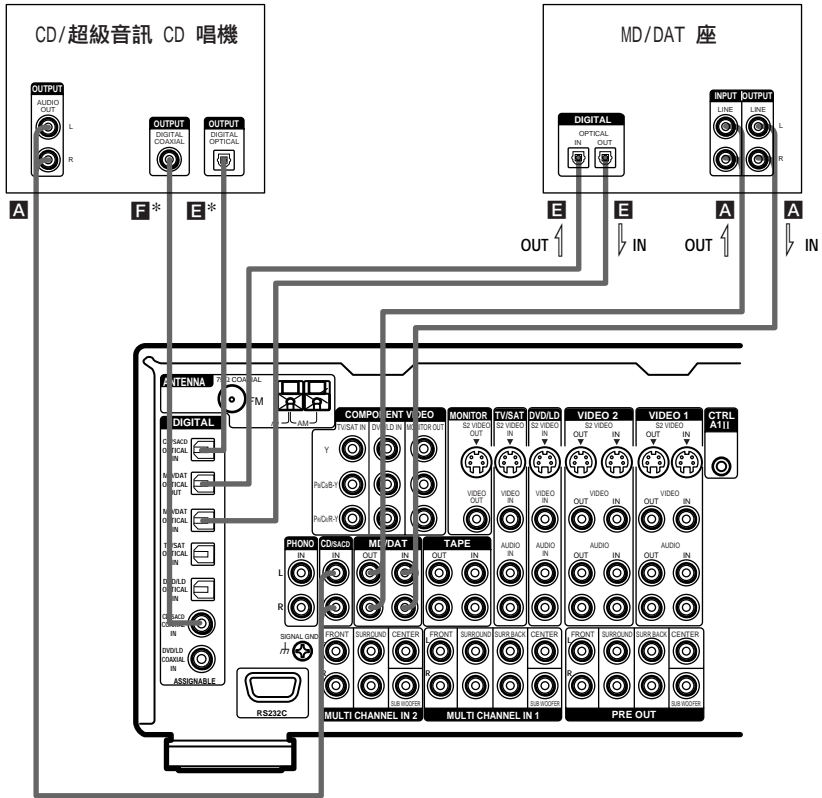 CD/超級音訊 CD 唱機
MD/DAT 座
OUTPUT
AUDIO
OUT
L
R
OUTPUT
DIGITAL
COAXIAL
OUTPUT
DIGITAL
OPTICAL
DIGITAL
OPTICAL
IN OUT
INPUT OUTPUT
LINE LINE
L
R
A
F*
E*
E
E
A
A
OUT
IN
OUT
IN
ANTENNA
75Ω COAXIAL
FM
AM
DIGITAL
CD/SACD
OPTICAL
IN
MD/DAT
OPTICAL
OUT
MD/DAT
OPTICAL
IN
TV/SAT
OPTICAL
IN
DVD/LD
OPTICAL
IN
CD/SACD
COAXIAL
IN
DVD/LD
COAXIAL
IN
ASSIGNABLE
COMPONENT VIDEO
TV/SAT IN DVD/LD IN MONITOR OUT
Y
PB/CB/B-Y
PR/CR/R-Y
MONITOR
S2 VIDEO
OUT
VIDEO
OUT
TV/SAT
S2 VIDEO
IN
VIDEO
IN
AUDIO
IN
DVD/LD
S2 VIDEO
IN
VIDEO
IN
AUDIO
IN
VIDEO 2
S2 VIDEO
OUT IN
VIDEO
OUT IN
AUDIO
OUT IN
VIDEO 1
S2 VIDEO
OUT IN
VIDEO
OUT IN
AUDIO
OUT IN
CTRL
A1II
PHONO
IN
L
R
CD/SACD
IN
MD/DAT
OUT IN
TAPE
OUT IN
SIGNAL GND
RS232C
FRONT SURROUND CENTER
L
R
SUB WOOFER
MULTI CHANNEL IN 2
FRONT SURROUND SURR BACK CENTER
L
R
SUB WOOFER
MULTI CHANNEL IN 1
FRONT SURROUND SURR BACK CENTER
L
R
SUB WOOFER
PRE OUT